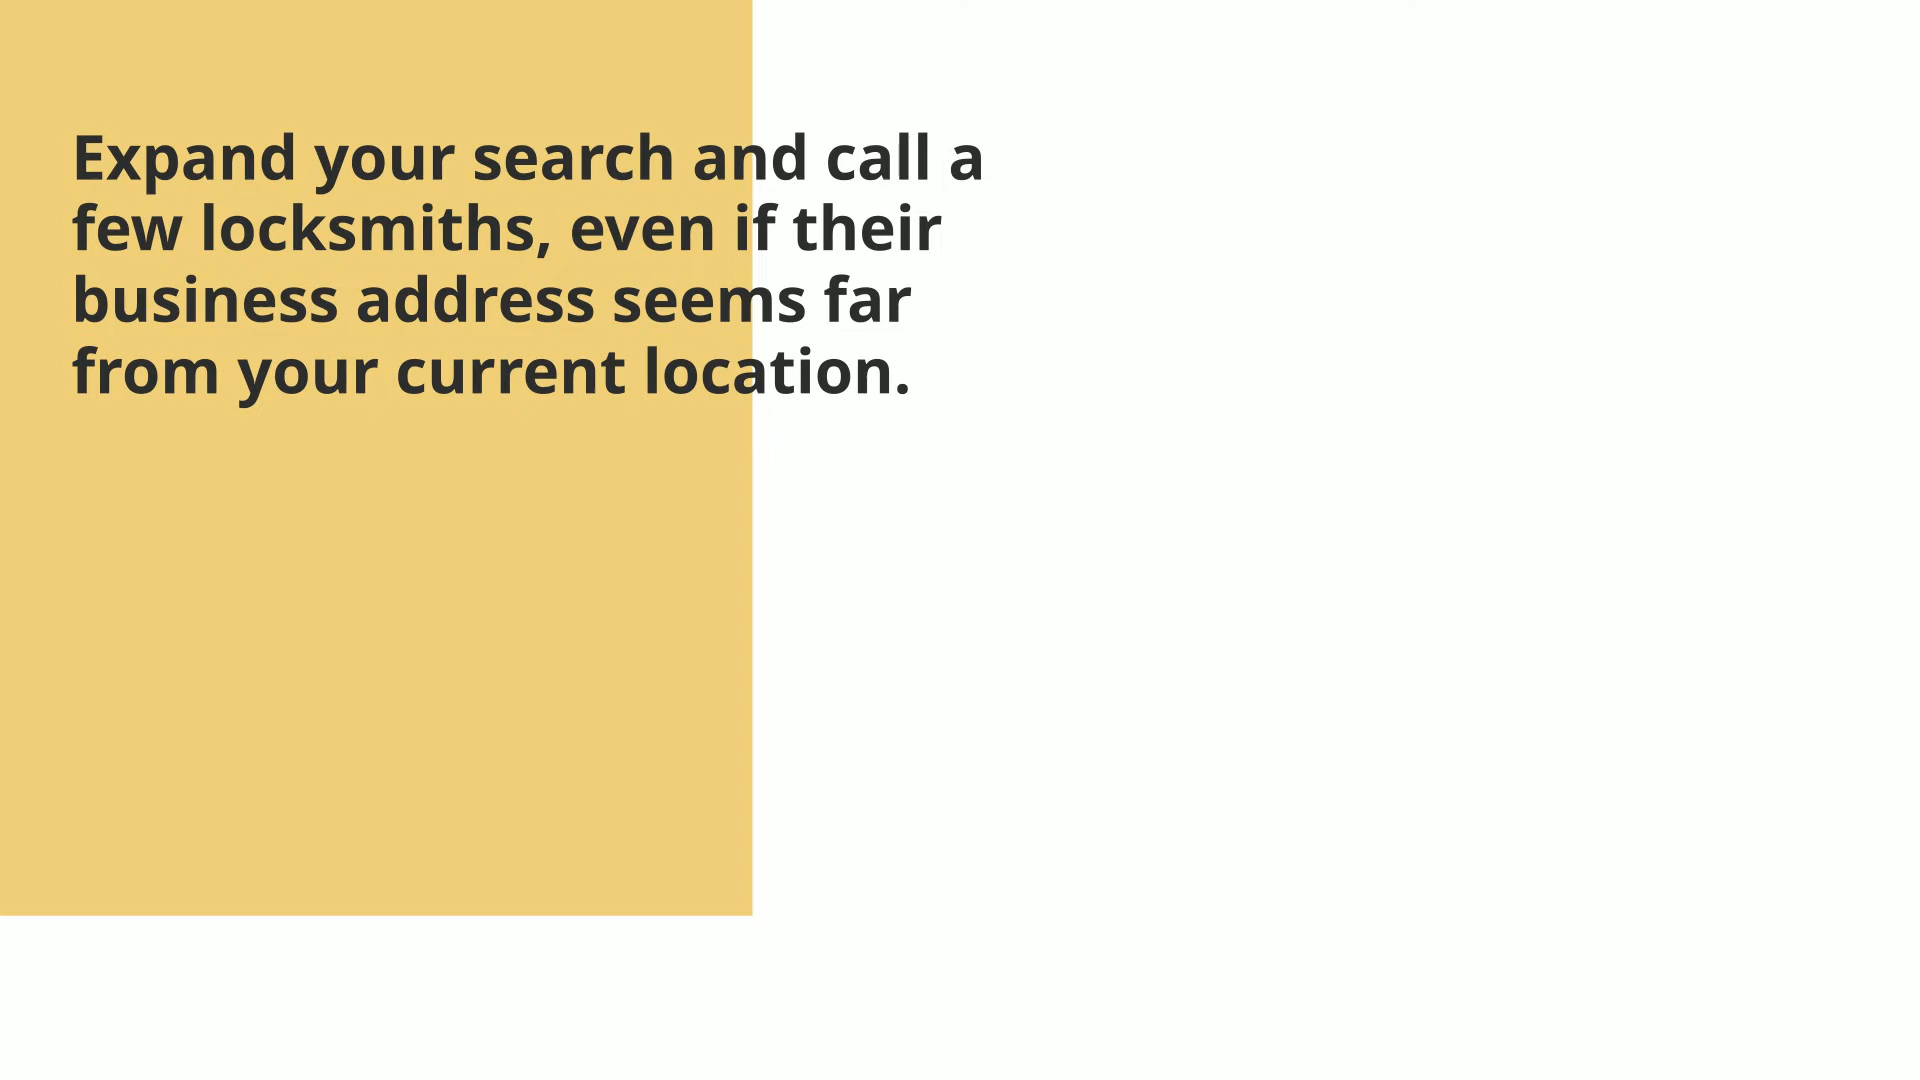 Expand your search and call a
few locksmiths, even if their
business address seems far
from your current location.